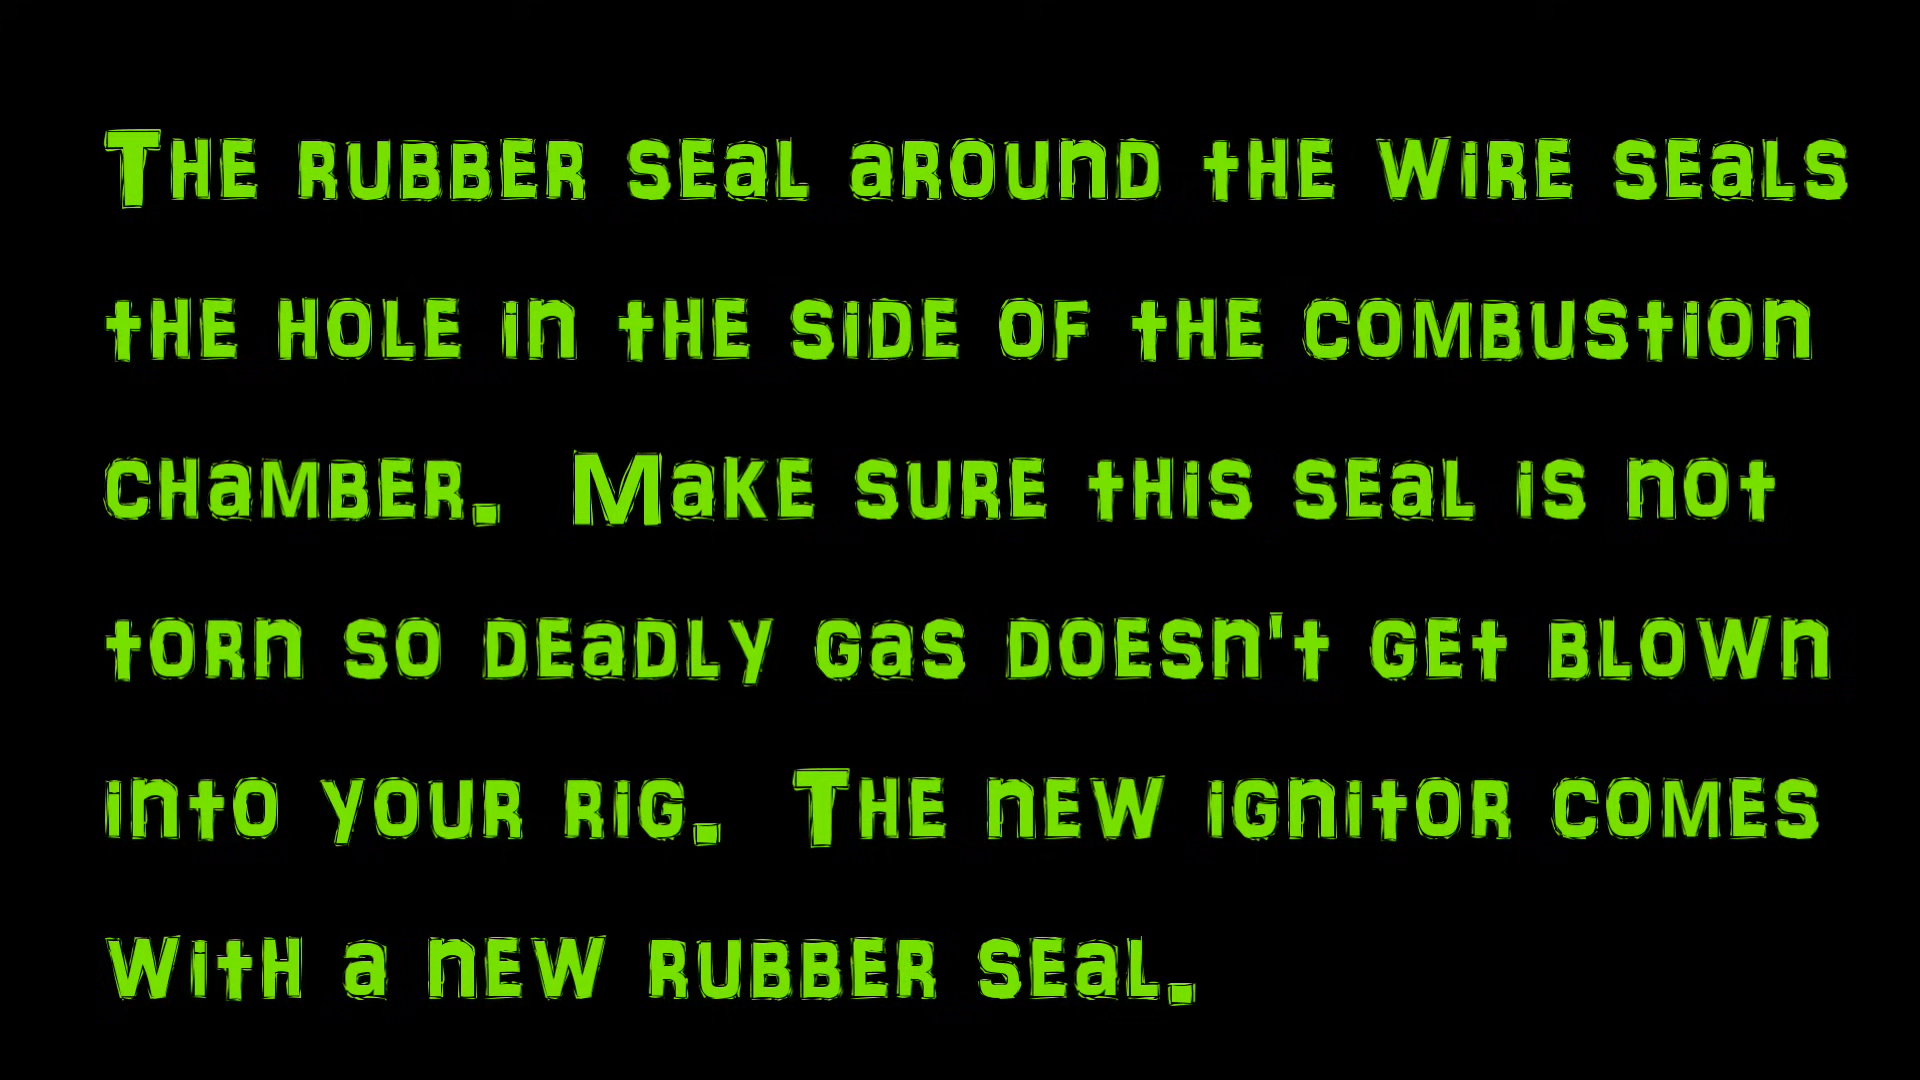 The rubber seal around the wire seals
the hole in the side of the combustion
chamber.  Make sure this seal is not
torn so deadly gas doesn't get blown
into your rig.  The new ignitor comes
with a new rubber seal.